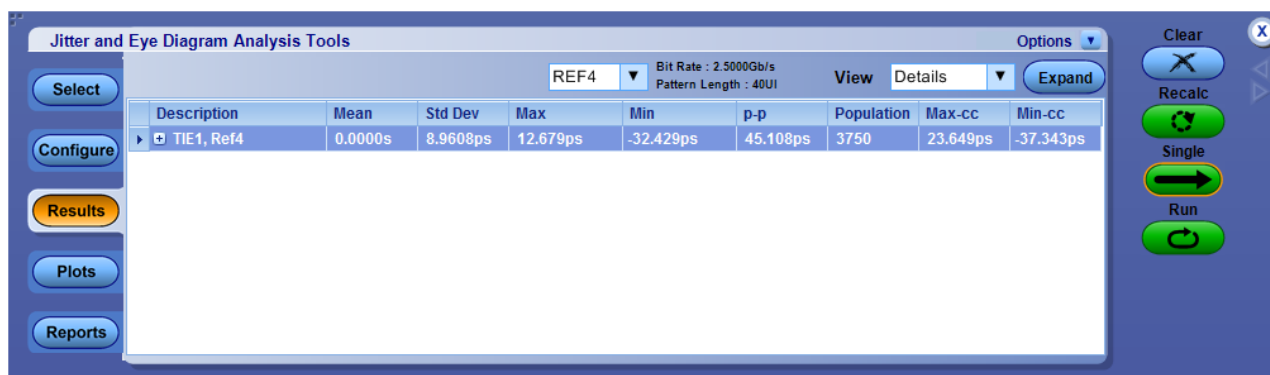 Jitter and Eye Diagram Analysis Tools
Options
Clear
Select
REF4
Bit Rate : 2.5000Gb/s
Pattern Length : 40UI
View
Details
Expand
Recalc
Description Mean Std Dev Max Min p-p Population Max-cc Min-cc
TIE1, Ref4 0.0000s 8.9608ps 12.679ps -32.429ps 45.108ps 3750 23.649ps -37.343ps
Configure
Single
Results
Run
Plots
Reports